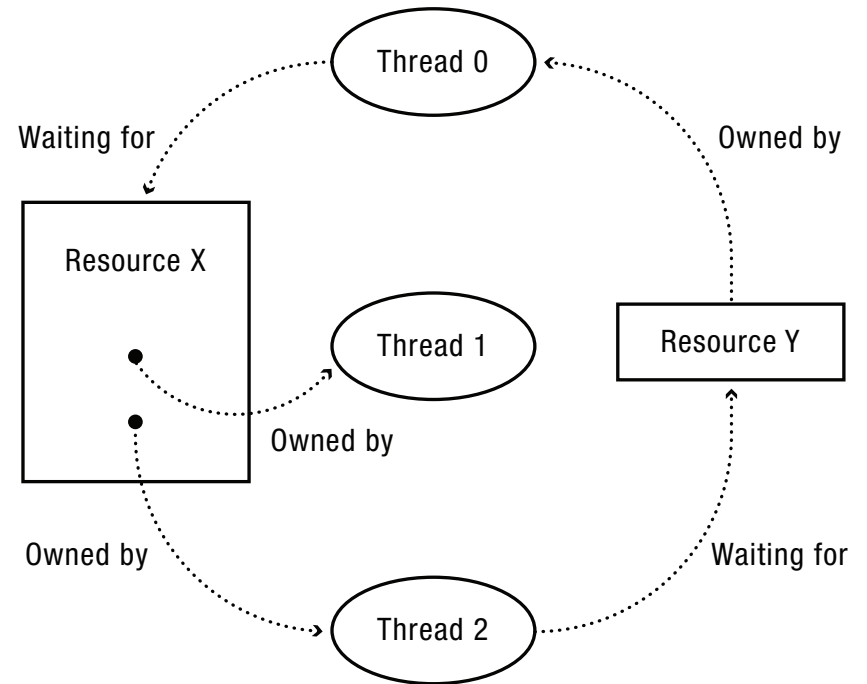 Thread 0
Waiting for
Owned by
Resource X
Thread 1
Resource Y
Owned by
Owned by
Waiting for
Thread 2